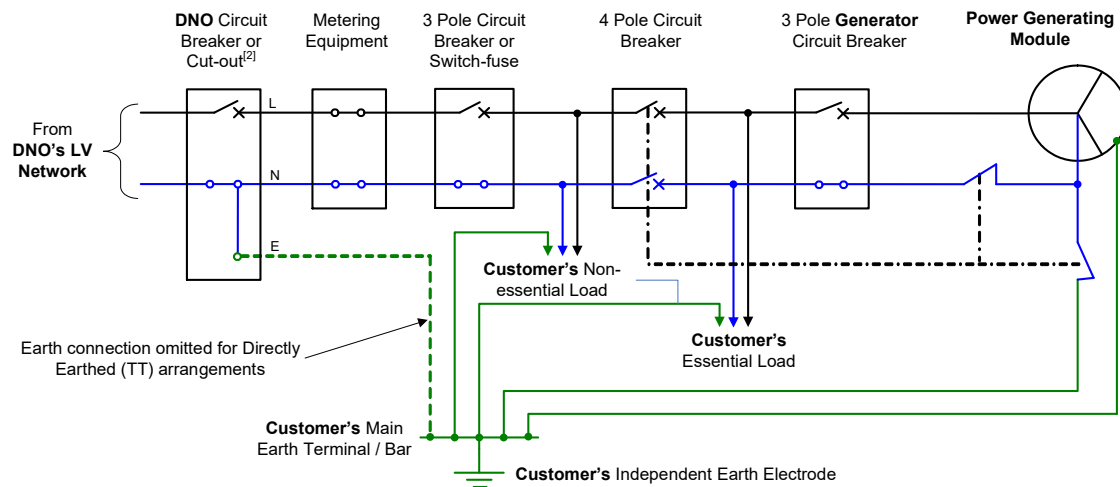 DNO Circuit
Breaker or
Cut-out[2]
Metering
Equipment
3 Pole Circuit
Breaker or
Switch-fuse
4 Pole Circuit
Breaker
3 Pole Generator
Circuit Breaker
Power Generating
Module
L
From
DNO's LV
Network
N
E
Customer's Non-
essential Load
Customer's
Essential Load
Earth connection omitted for Directly
Earthed (TT) arrangements
Customer's Main
Earth Terminal / Bar
Customer's Independent Earth Electrode